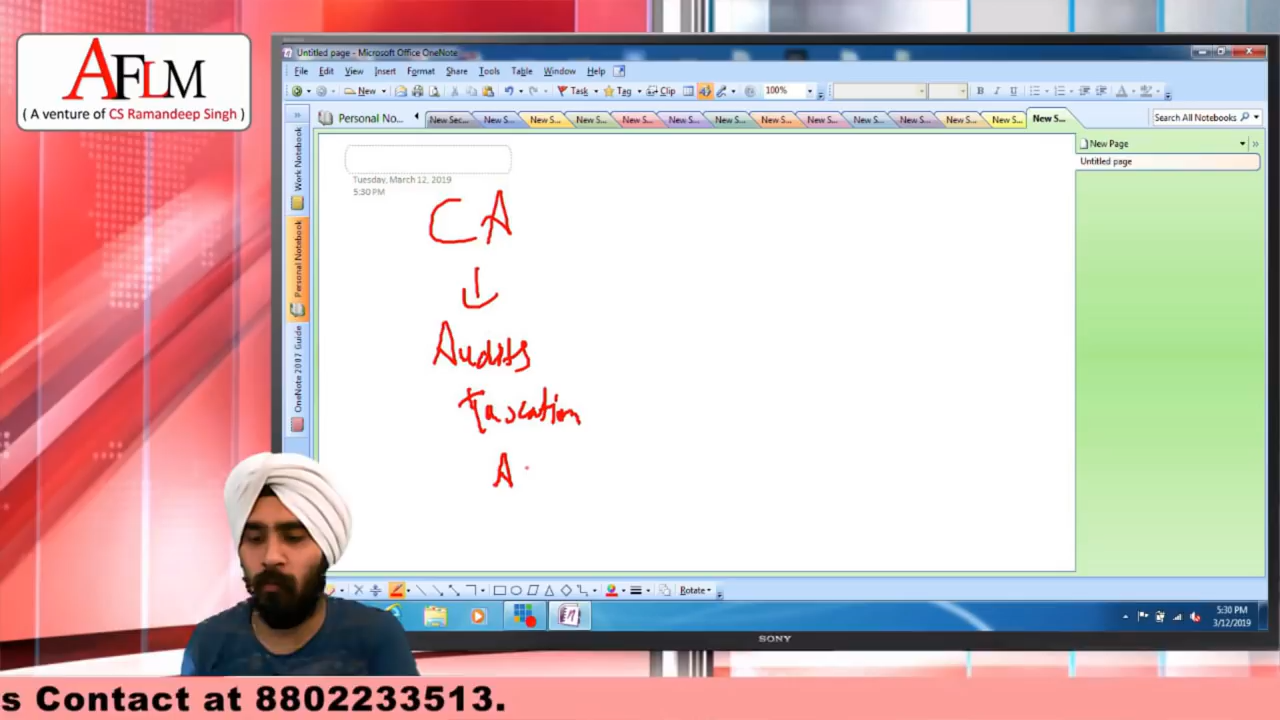 AFLM
( A venture of CS Ramandeep Singh )
Untitled page - Microsoft Office OneNote
File Edit View Insert Format Share Tools Table Window Help
New Task Tag Clip 100% B I U
Personal No... New Sec... New S... New S... New S... New S... New S... New S... New S... New S... New S... New S... New S... New S... New S...
Search All Notebooks
New Page
Untitled page
Work Notebook
Personal Notebook
OneNote 2007 Guide
Tuesday, March 12, 2019
5:30 PM
CA
Audits
Taxation
A
Rotate
5:30 PM
3/12/2019
SONY
s Contact at 8802233513.